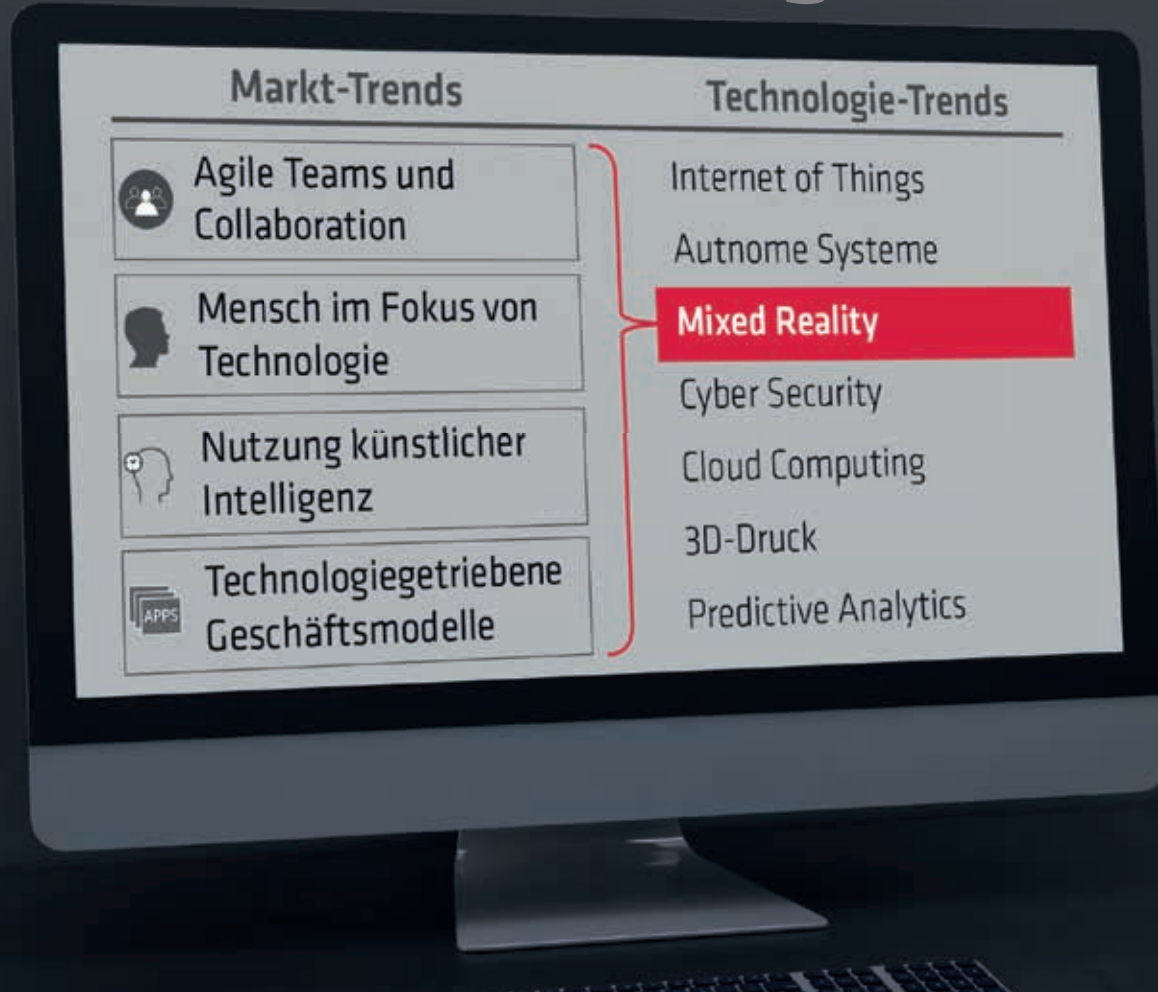 Markt-Trends
Agile Teams und
Collaboration
Mensch im Fokus von
Technologie
Nutzung künstlicher
Intelligenz
APPS
Technologiegetriebene
Geschäftsmodelle
Technologie-Trends
Internet of Things
Autnome Systeme
Mixed Reality
Cyber Security
Cloud Computing
3D-Druck
Predictive Analytics